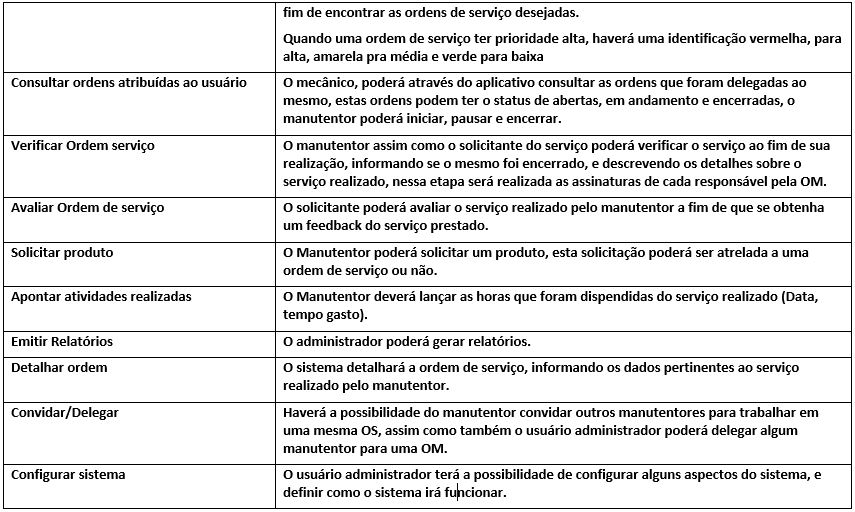 fim de encontrar as ordens de serviço desejadas.
Quando uma ordem de serviço ter prioridade alta, haverá uma identificação vermelha, para
alta, amarela pra média e verde para baixa
Consultar ordens atribuídas ao usuário
O mecânico, poderá através do aplicativo consultar as ordens que foram delegadas ao
mesmo, estas ordens podem ter o status de abertas, em andamento e encerradas, o
manutentor poderá iniciar, pausar e encerrar.
Verificar Ordem serviço
O manutentor assim como o solicitante do serviço poderá verificar o serviço ao fim de sua
realização, informando se o mesmo foi encerrado, e descrevendo os detalhes sobre o
serviço realizado, nessa etapa será realizada as assinaturas de cada responsável pela OM.
Avaliar Ordem de serviço
O solicitante poderá avaliar o serviço realizado pelo manutentor a fim de que se obtenha
um feedback do serviço prestado.
Solicitar produto
O Manutentor poderá solicitar um produto, esta solicitação poderá ser atrelada a uma
ordem de serviço ou não.
Apontar atividades realizadas
O Manutentor deverá lançar as horas que foram dispendidas do serviço realizado (Data,
tempo gasto).
Emitir Relatórios
O administrador poderá gerar relatórios.
Detalhar ordem
O sistema detalhará a ordem de serviço, informando os dados pertinentes ao serviço
realizado pelo manutentor.
Convidar/Delegar
Haverá a possibilidade do manutentor convidar outros manutentores para trabalhar em
uma mesma OS, assim como também o usuário administrador poderá delegar algum
manutentor para uma OM.
Configurar sistema
O usuário administrador terá a possibilidade de configurar alguns aspectos do sistema, e
definir como o sistema irá funcionar.